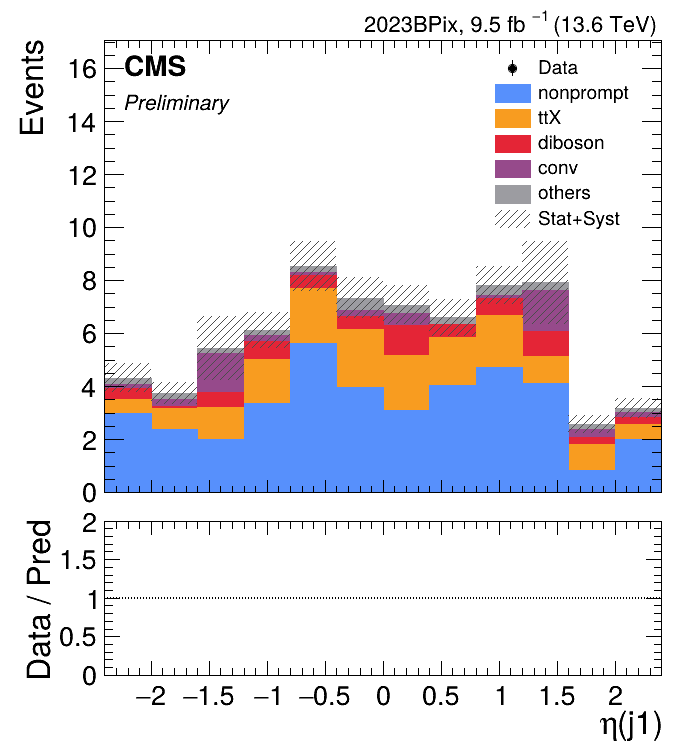 2023BPix, 9.5 fb⁻¹ (13.6 TeV)
Events
CMS
Preliminary
Data
nonprompt
ttX
diboson
conv
others
Stat+Syst
16
14
12
10
8
6
4
2
0
Data / Pred
2
1.5
1
0.5
0
−2 −1.5 −1 −0.5 0 0.5 1 1.5 2
η(j1)